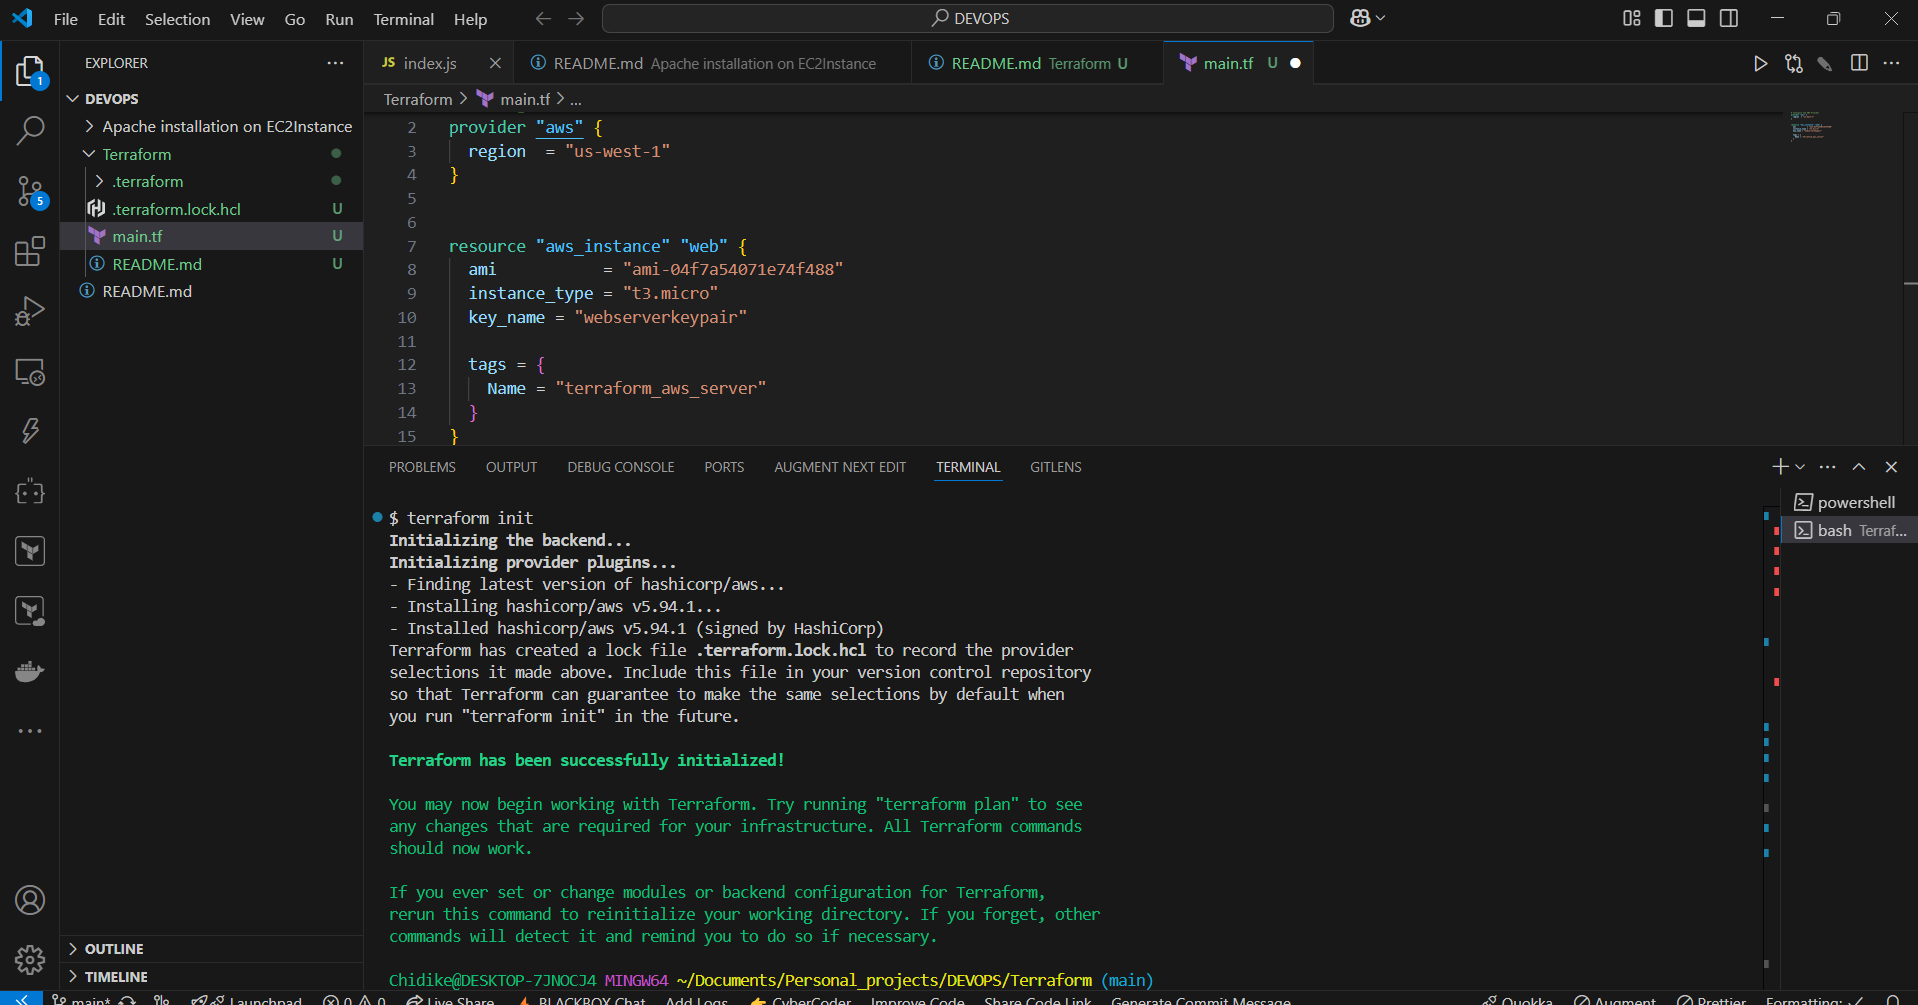 File Edit Selection View Go Run Terminal Help
DEVOPS
EXPLORER
DEVOPS
Apache installation on EC2Instance
Terraform
.terraform
.terraform.lock.hcl U
main.tf U
README.md U
README.md
OUTLINE
TIMELINE
1
5
JS index.js
README.md Apache installation on EC2Instance
README.md Terraform U
main.tf U
Terraform > main.tf > ...
2 provider "aws" {
3 region = "us-west-1"
4 }
5
6
7 resource "aws_instance" "web" {
8 ami = "ami-04f7a54071e74f488"
9 instance_type = "t3.micro"
10 key_name = "webserverkeypair"
11
12 tags = {
13 Name = "terraform_aws_server"
14 }
15 }
PROBLEMS OUTPUT DEBUG CONSOLE PORTS AUGMENT NEXT EDIT TERMINAL GITLENS
powershell
bash Terraf...
$ terraform init
Initializing the backend...
Initializing provider plugins...
- Finding latest version of hashicorp/aws...
- Installing hashicorp/aws v5.94.1...
- Installed hashicorp/aws v5.94.1 (signed by HashiCorp)
Terraform has created a lock file .terraform.lock.hcl to record the provider
selections it made above. Include this file in your version control repository
so that Terraform can guarantee to make the same selections by default when
you run "terraform init" in the future.
Terraform has been successfully initialized!
You may now begin working with Terraform. Try running "terraform plan" to see
any changes that are required for your infrastructure. All Terraform commands
should now work.
If you ever set or change modules or backend configuration for Terraform,
rerun this command to reinitialize your working directory. If you forget, other
commands will detect it and remind you to do so if necessary.
Chidike@DESKTOP-7JNOCJ4 MINGW64 ~/Documents/Personal_projects/DEVOPS/Terraform (main)
main* Launchpad 0 0 Live Share BLACKBOX Chat Add Logs CyberCoder Improve Code Share Code Link Generate Commit Message Quokka Augment Prettier Formatting: